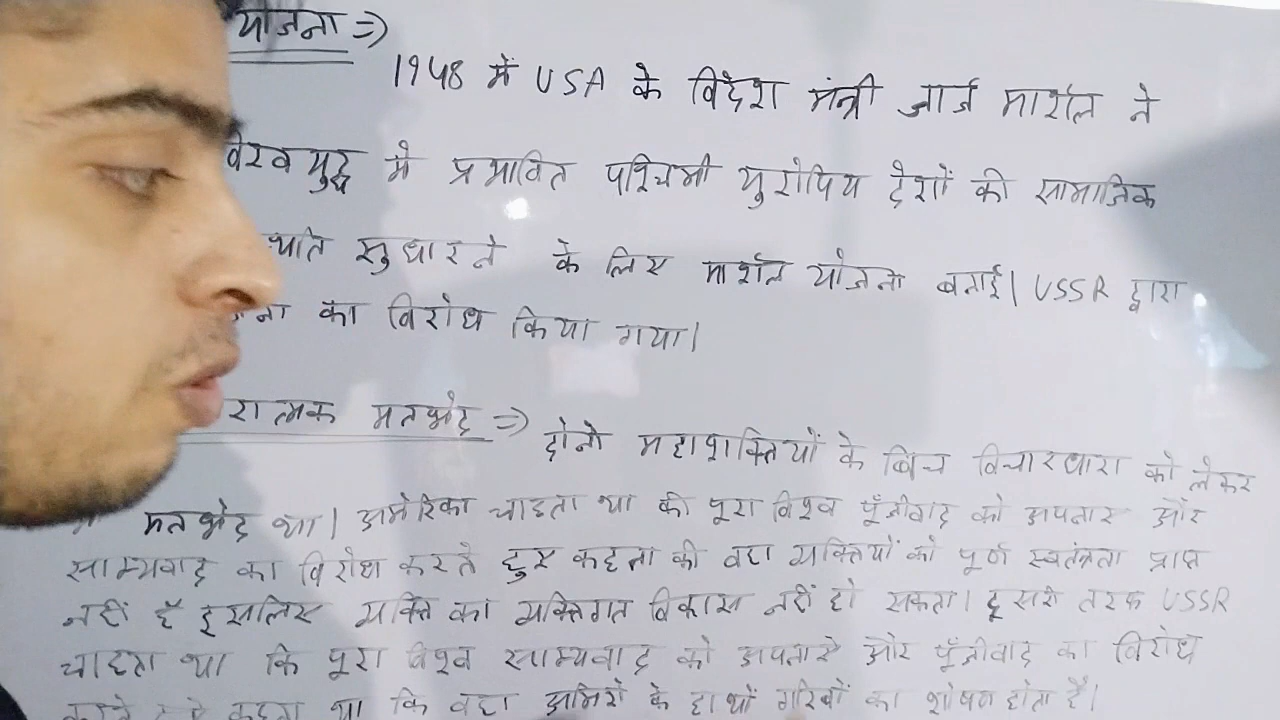 योजना =>
1948 में USA के विदेश मंत्री जार्ज मार्शल ने
में प्रभावित पश्चिमी युरोपिय देशों की सामाजिक
सुधारने के लिए मार्शल योजना बनाई। USSR द्वारा
का विरोध किया गया।
रात्मक मतभेद => दोनो महाशक्तियों के बिच विचारधारा को लेकर
मतभेद था। अमेरिका चाहता था की पूरा विश्व पूँजीवाद को अपनाए और
साम्यवाद का विरोध करते हुए कहता की वहा व्यक्तियों को पूर्ण स्वतंत्रता प्राप्त
नहीं है इसलिए व्यक्ति का व्यक्तिगत विकास नहीं हो सकता। दूसरी तरफ USSR
चाहता था कि पूरा विश्व साम्यवाद को अपनाये और पूँजीवाद का विरोध
कहता था कि वहा अमिरो के हाथों गरिबों का शोषण होता है।